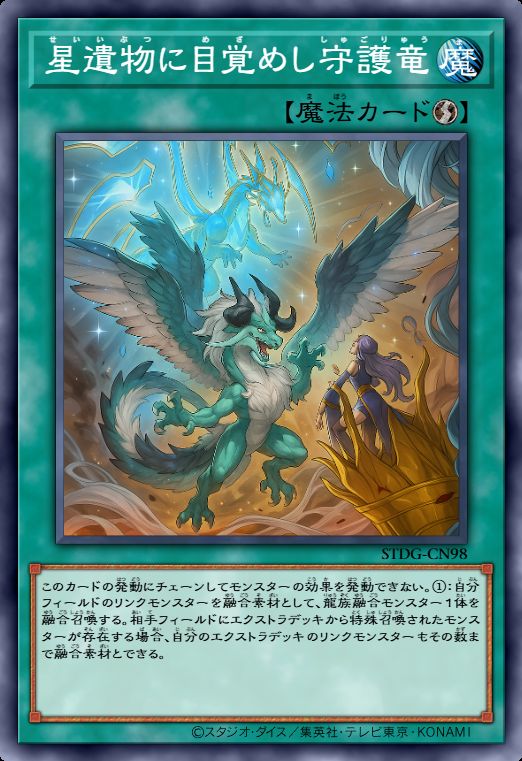 星遺物に目覚めし守護竜 魔
【魔法カード】
STDG-CN98
このカードの発動にチェーンしてモンスターの効果を発動できない。①:自分
フィールドのリンクモンスターを融合素材として、龍族融合モンスター1体を
融合召喚する。相手フィールドにエクストラデッキから特殊召喚されたモンス
ターが存在する場合、自分のエクストラデッキのリンクモンスターもその数ま
で融合素材とできる。
©スタジオ・ダイス/集英社・テレビ東京・KONAMI